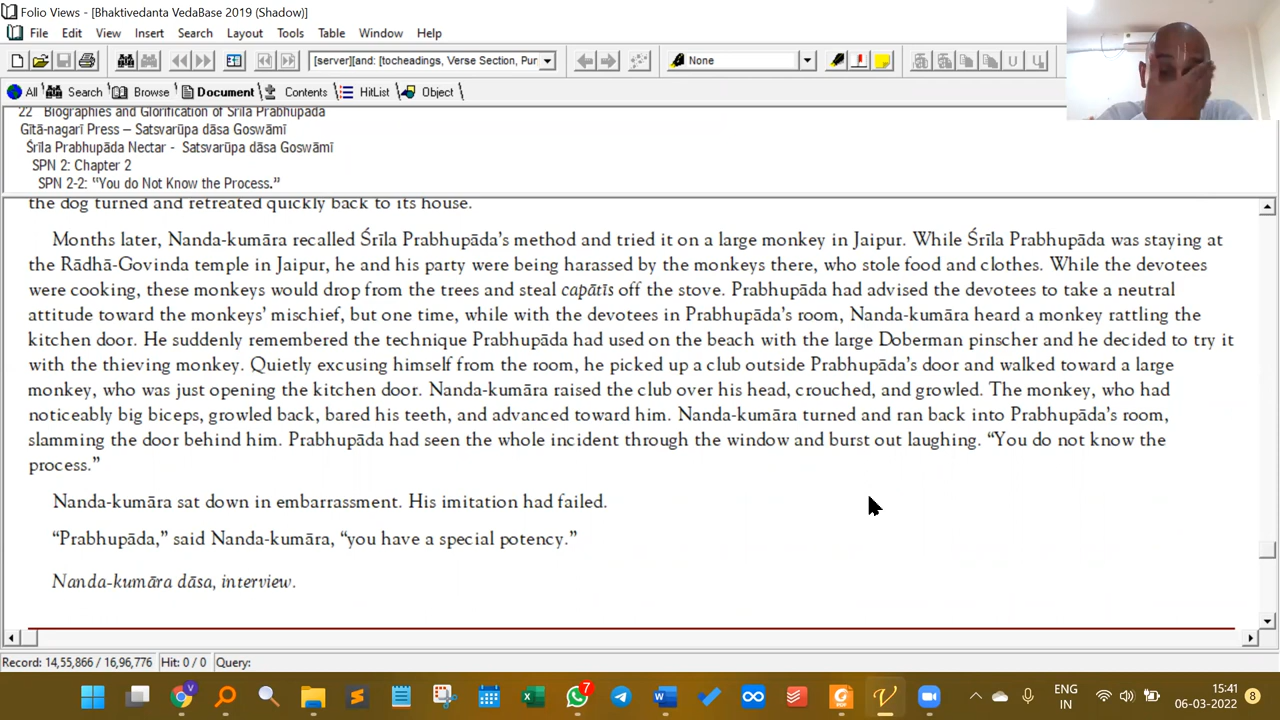 Folio Views - [Bhaktivedanta VedaBase 2019 (Shadow)]
File Edit View Insert Search Layout Tools Table Window Help
[server][and: [tocheadings, Verse Section, Pur None
All Search Browse Document Contents HitList Object
22 Biographies and Glorification of Śrīla Prabhupāda
Gītā-nagarī Press – Satsvarūpa dāsa Goswāmī
Śrīla Prabhupāda Nectar - Satsvarūpa dāsa Goswāmī
SPN 2: Chapter 2
SPN 2-2: "You do Not Know the Process."
the dog turned and retreated quickly back to its house.
Months later, Nanda-kumāra recalled Śrīla Prabhupāda's method and tried it on a large monkey in Jaipur. While Śrīla Prabhupāda was staying at
the Rādhā-Govinda temple in Jaipur, he and his party were being harassed by the monkeys there, who stole food and clothes. While the devotees
were cooking, these monkeys would drop from the trees and steal capātīs off the stove. Prabhupāda had advised the devotees to take a neutral
attitude toward the monkeys' mischief, but one time, while with the devotees in Prabhupāda's room, Nanda-kumāra heard a monkey rattling the
kitchen door. He suddenly remembered the technique Prabhupāda had used on the beach with the large Doberman pinscher and he decided to try it
with the thieving monkey. Quietly excusing himself from the room, he picked up a club outside Prabhupāda's door and walked toward a large
monkey, who was just opening the kitchen door. Nanda-kumāra raised the club over his head, crouched, and growled. The monkey, who had
noticeably big biceps, growled back, bared his teeth, and advanced toward him. Nanda-kumāra turned and ran back into Prabhupāda's room,
slamming the door behind him. Prabhupāda had seen the whole incident through the window and burst out laughing. “You do not know the
process.”
Nanda-kumāra sat down in embarrassment. His imitation had failed.
“Prabhupāda,” said Nanda-kumāra, “you have a special potency.”
Nanda-kumāra dāsa, interview.
Record: 14,55,866 / 16,96,776 Hit: 0 / 0 Query:
7
ENG
IN
15:41
06-03-2022
8